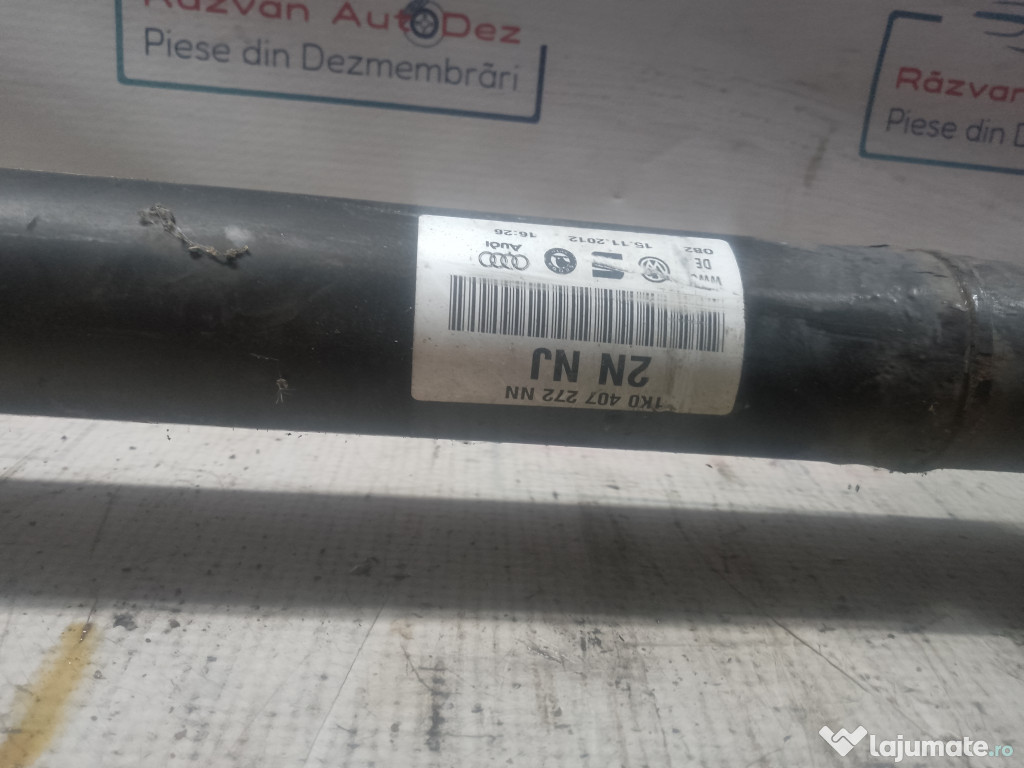 Răzvan AutoDez
Piese din Dezmembrări
Răzvan
Piese din
1K0 407 272 NN
2N NJ
DE
Audi
GB2 15.11.2012 16:26
lajumate.ro